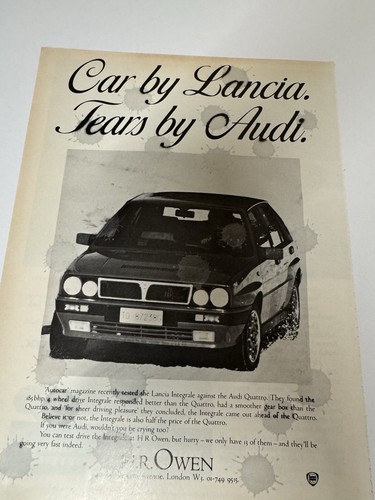 Car by Lancia.
Tears by Audi.
'Autocar' magazine recently tested the Lancia Integrale against the Audi Quattro. They found the
185bhp 4 wheel drive Integrale responded better than the Quattro, had a smoother gear box than the
Quattro, and 'for sheer driving pleasure' they concluded, the Integrale came out ahead of the Quattro.
Believe it or not, the Integrale is also half the price of the Quattro.
If you were Audi, wouldn't you be crying too?
You can test drive the Integrale at H R Owen, but hurry – we only have 15 of them – and they'll be
going very fast indeed.
H.R. OWEN
Avenue, London W3. 01-749